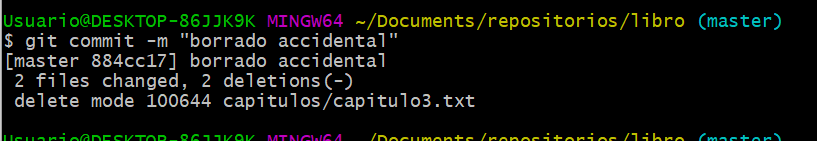 Usuario@DESKTOP-86JJK9K MINGW64 ~/Documents/repositorios/libro (master)
$ git commit -m "borrado accidental"
[master 884cc17] borrado accidental
 2 files changed, 2 deletions(-)
 delete mode 100644 capitulos/capitulo3.txt

Usuario@DESKTOP-86JJK9K MINGW64 ~/Documents/repositorios/libro (master)